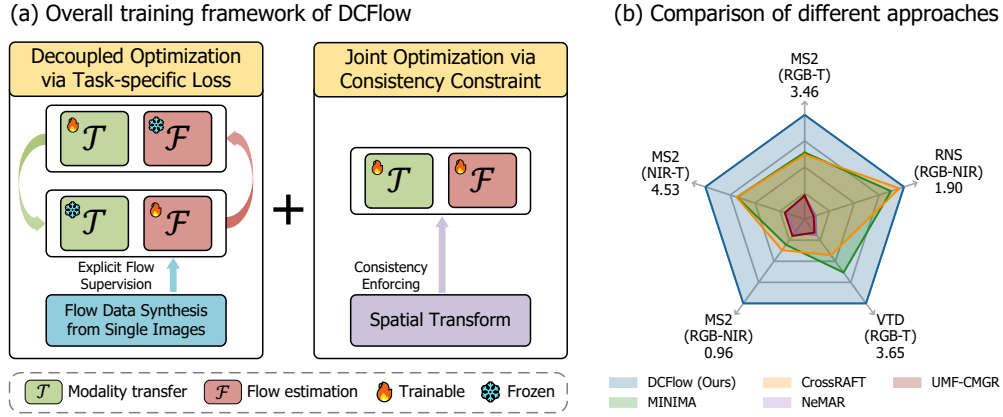 (a) Overall training framework of DCFlow
Decoupled Optimization
via Task-specific Loss
𝒯
ℱ
𝒯
ℱ
Explicit Flow
Supervision
Flow Data Synthesis
from Single Images
+
Joint Optimization via
Consistency Constraint
𝒯
ℱ
Consistency
Enforcing
Spatial Transform
𝒯 Modality transfer
ℱ Flow estimation
Trainable
Frozen
(b) Comparison of different approaches
MS2
(RGB-T)
3.46
MS2
(NIR-T)
4.53
RNS
(RGB-NIR)
1.90
MS2
(RGB-NIR)
0.96
VTD
(RGB-T)
3.65
DCFlow (Ours)
CrossRAFT
UMF-CMGR
MINIMA
NeMAR